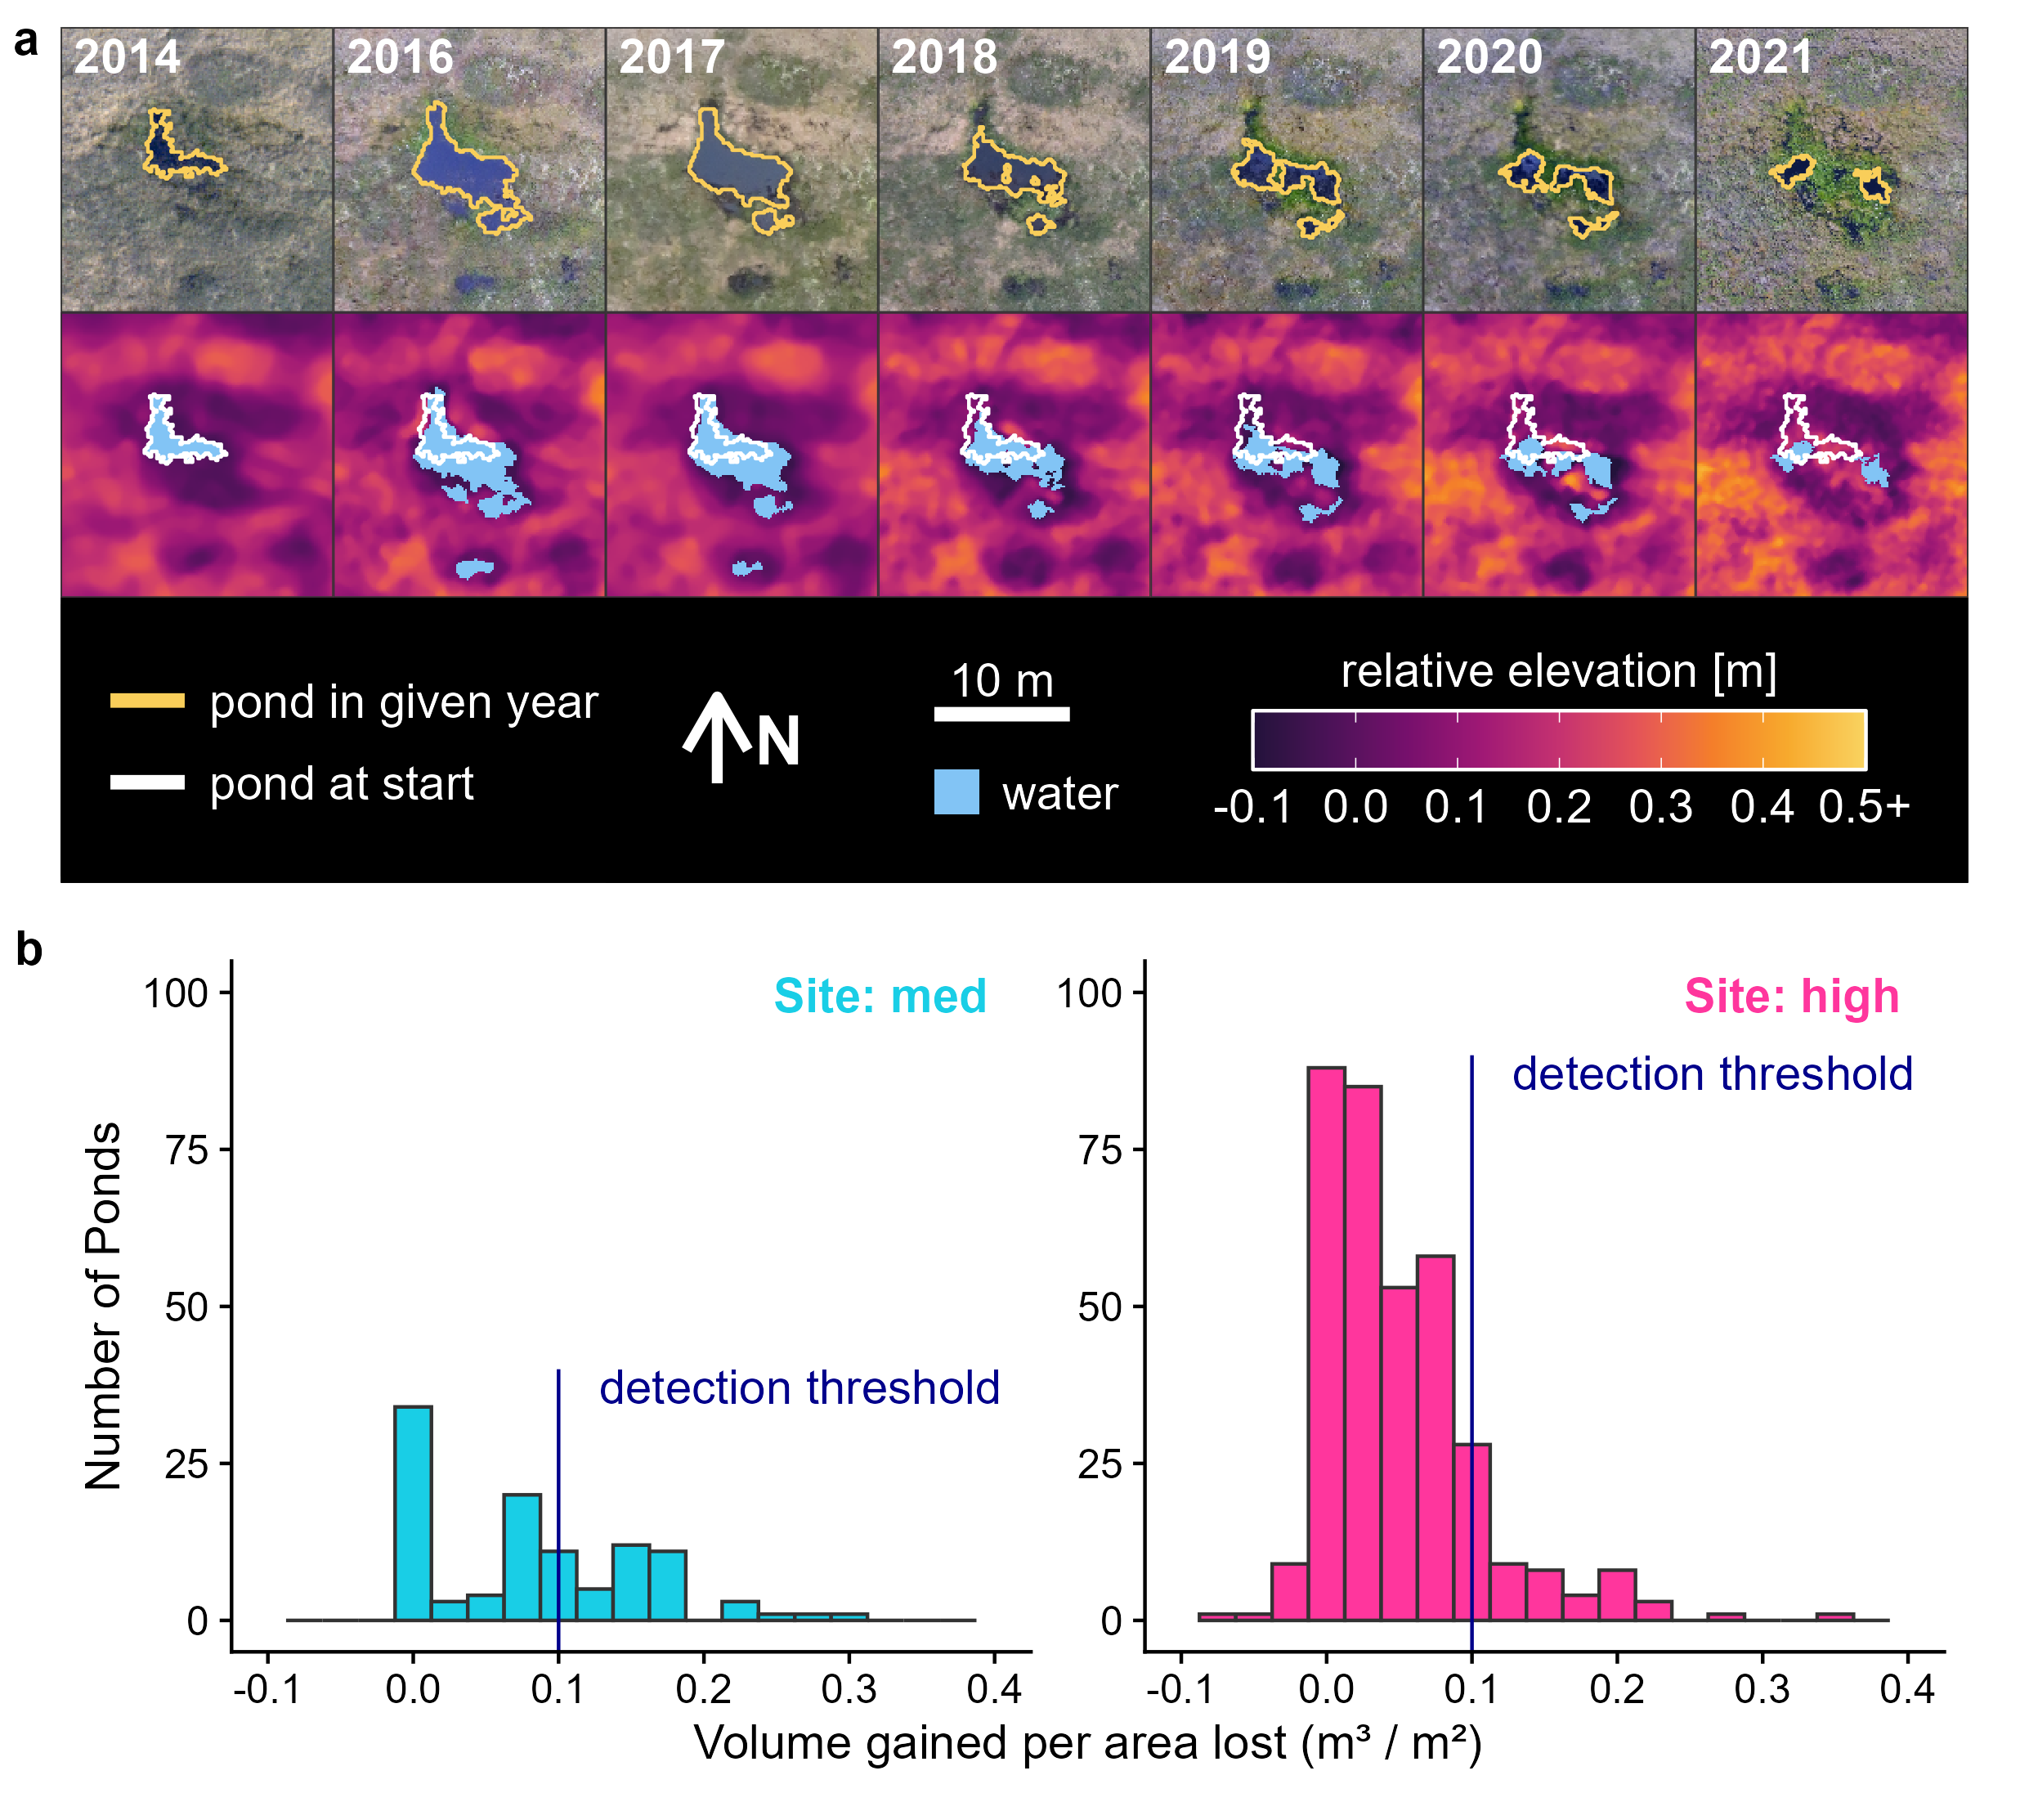 a
2014 2016 2017 2018 2019 2020 2021
pond in given year
pond at start
N
10 m
water
relative elevation [m]
-0.1 0.0 0.1 0.2 0.3 0.4 0.5+
b
Number of Ponds
100
75
50
25
0
Site: med
detection threshold
-0.1 0.0 0.1 0.2 0.3 0.4
100
75
50
25
0
Site: high
detection threshold
-0.1 0.0 0.1 0.2 0.3 0.4
Volume gained per area lost (m³ / m²)